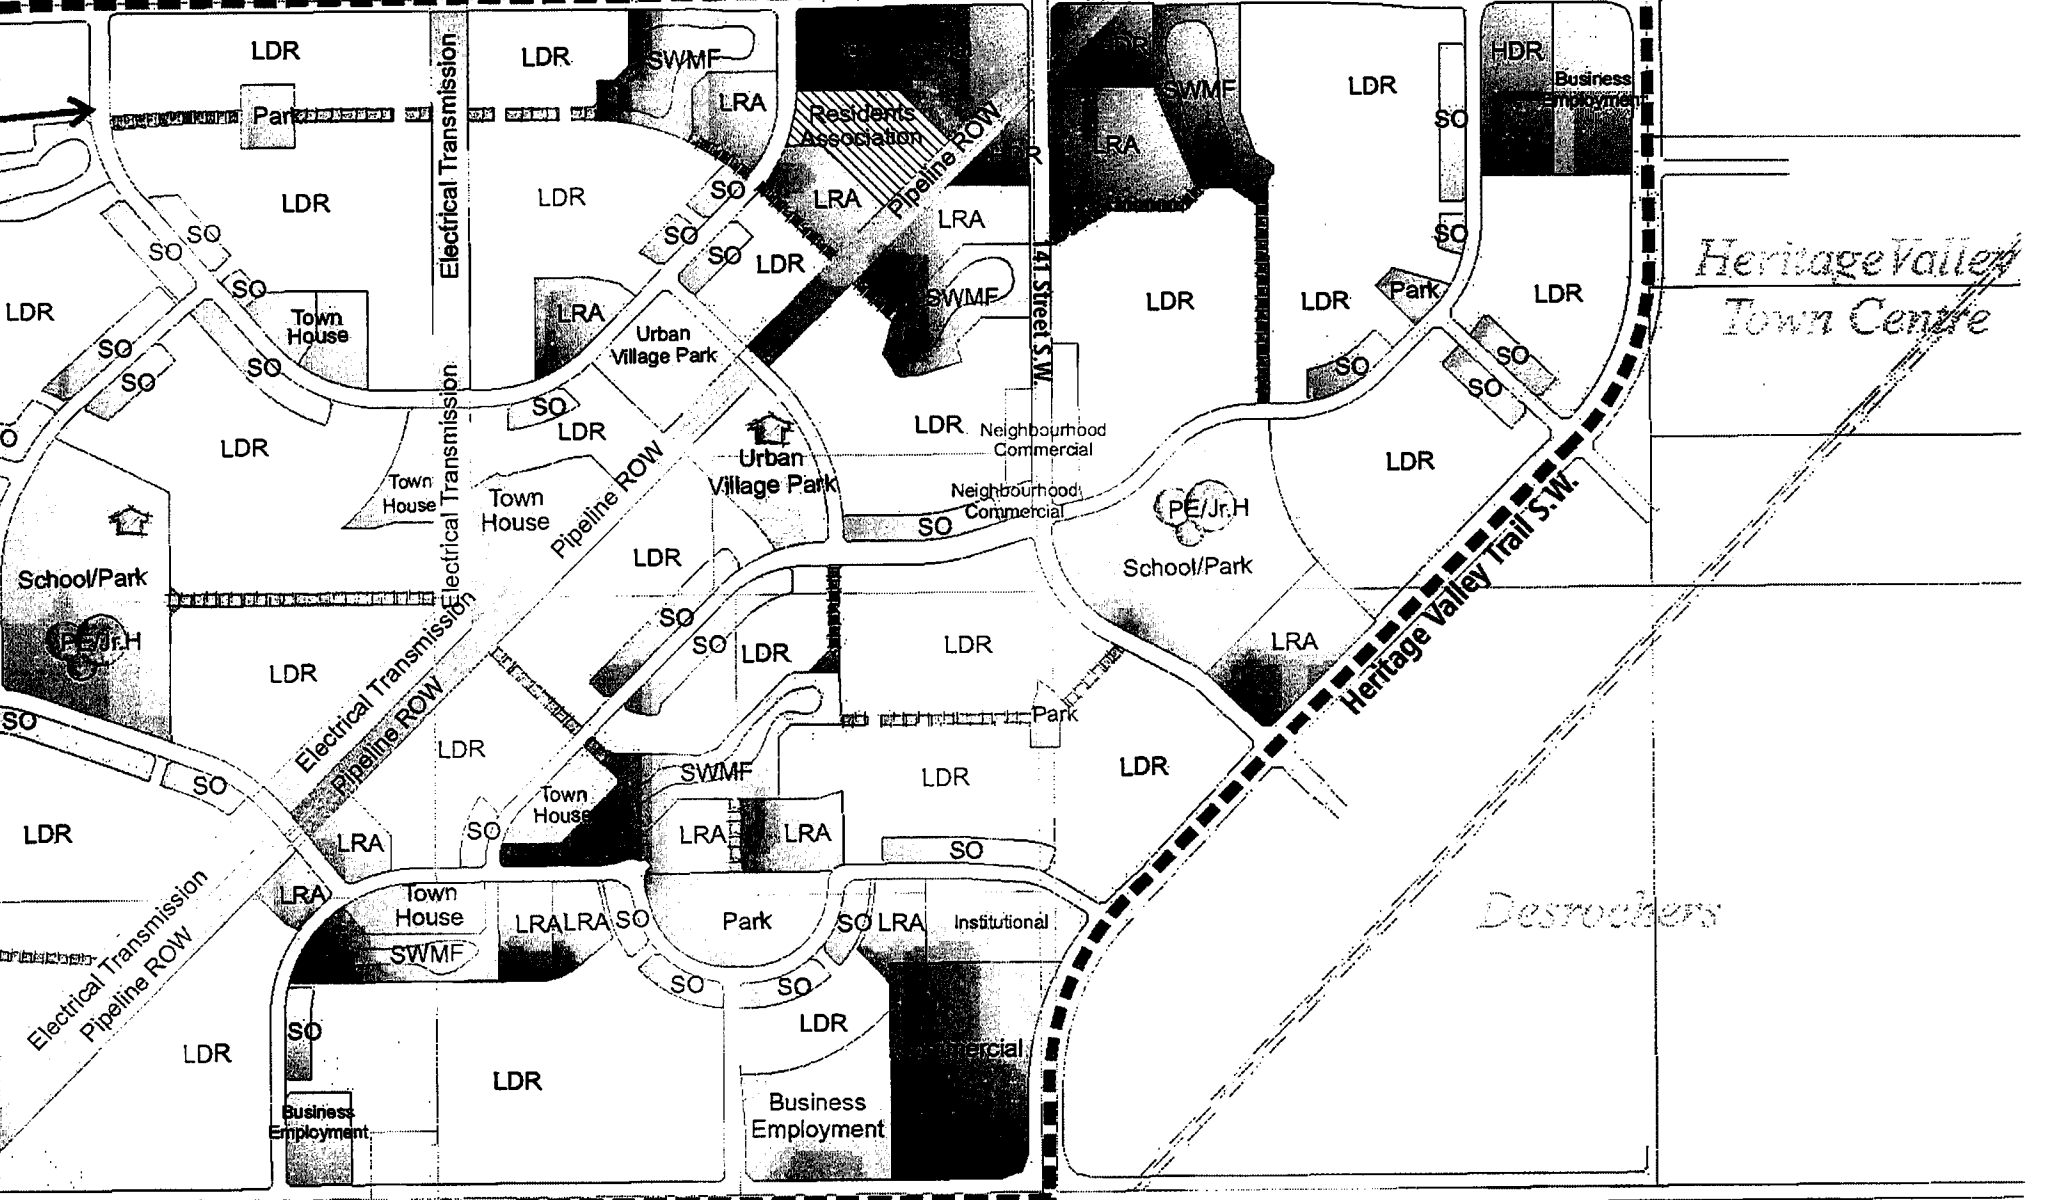 LDR
LDR
SWMF
LDR
LDR
HDR
Business
Employment
Electrical Transmission
Park
LRA
Residents
Association
SWMF
SO
LRA
Pipeline ROW
LDR
LDR
SO
LRA
LRA
SO
SO
SO
SO
SO
LDR
141 Street S.W.
Heritage Valley
Town Centre
LDR
SO
Town
House
LRA
Urban
Village Park
SWMF
LDR
LDR
Park
LDR
SO
SO
SO
SO
SO
SO
SO
SO
LDR
LDR
LDR
Neighbourhood
Commercial
LDR
Electrical Transmission
Town
House
Town
House
Pipeline ROW
Urban
Village Park
Neighbourhood
Commercial
SO
PE/Jr.H
School/Park
Heritage Valley Trail S.W.
School/Park
PE/Jr.H
LDR
SO
SO
LDR
LDR
LRA
LDR
Electrical Transmission
Pipeline ROW
SO
LDR
Park
SO
SWMF
LDR
LDR
Town
House
LDR
LRA
SO
LRA
LRA
SO
LRA
Town
House
LRA
LRA
SO
Park
SO
LRA
Institutional
Desrochers
Electrical Transmission
Pipeline ROW
SWMF
SO
SO
LDR
SO
LDR
LDR
Business
Employment
Business
Employment